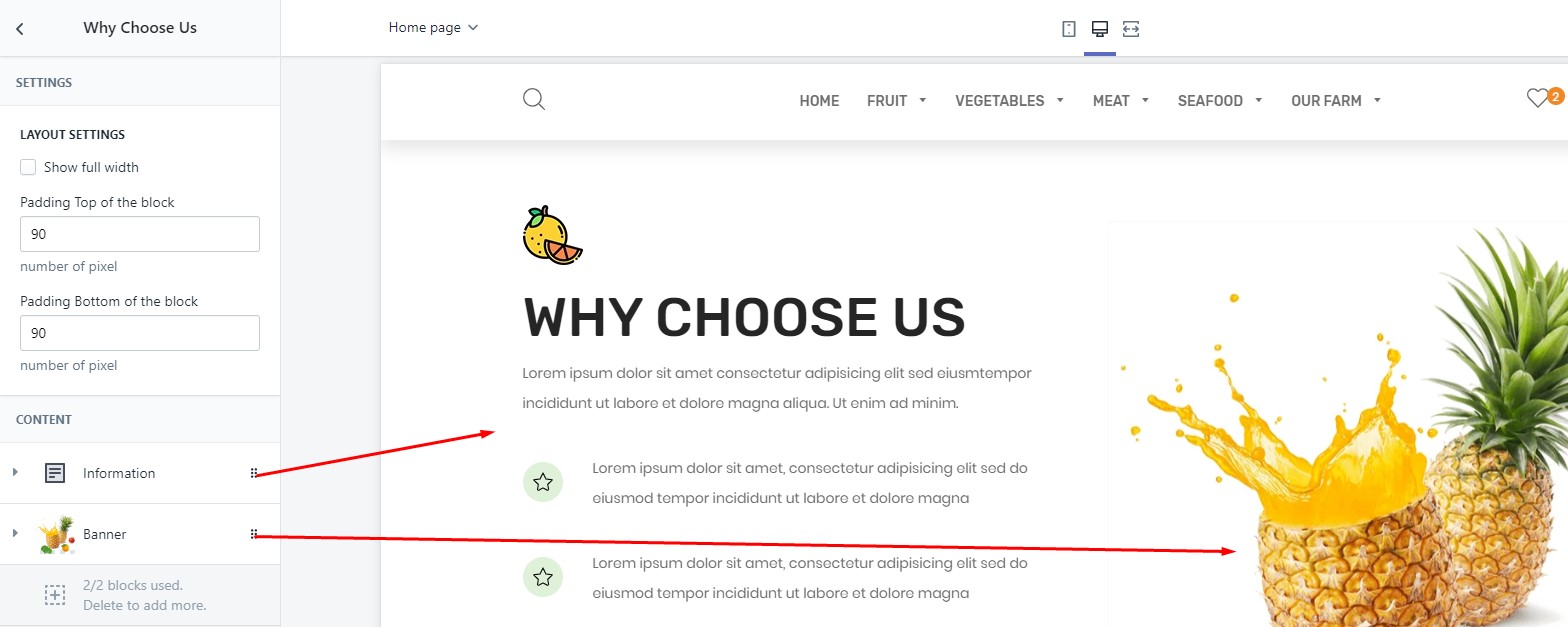 Why Choose Us
Home page
SETTINGS
LAYOUT SETTINGS
Show full width
Padding Top of the block
90
number of pixel
Padding Bottom of the block
90
number of pixel
CONTENT
Information
Banner
2/2 blocks used.
Delete to add more.
HOME FRUIT VEGETABLES MEAT SEAFOOD OUR FARM
2
WHY CHOOSE US
Lorem ipsum dolor sit amet consectetur adipisicing elit sed eiusmtempor
incididunt ut labore et dolore magna aliqua. Ut enim ad minim.
Lorem ipsum dolor sit amet, consectetur adipisicing elit sed do
eiusmod tempor incididunt ut labore et dolore magna
Lorem ipsum dolor sit amet, consectetur adipisicing elit sed do
eiusmod tempor incididunt ut labore et dolore magna